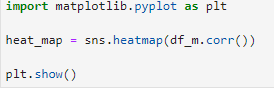 import matplotlib.pyplot as plt
heat_map = sns.heatmap(df_m.corr())
plt.show()